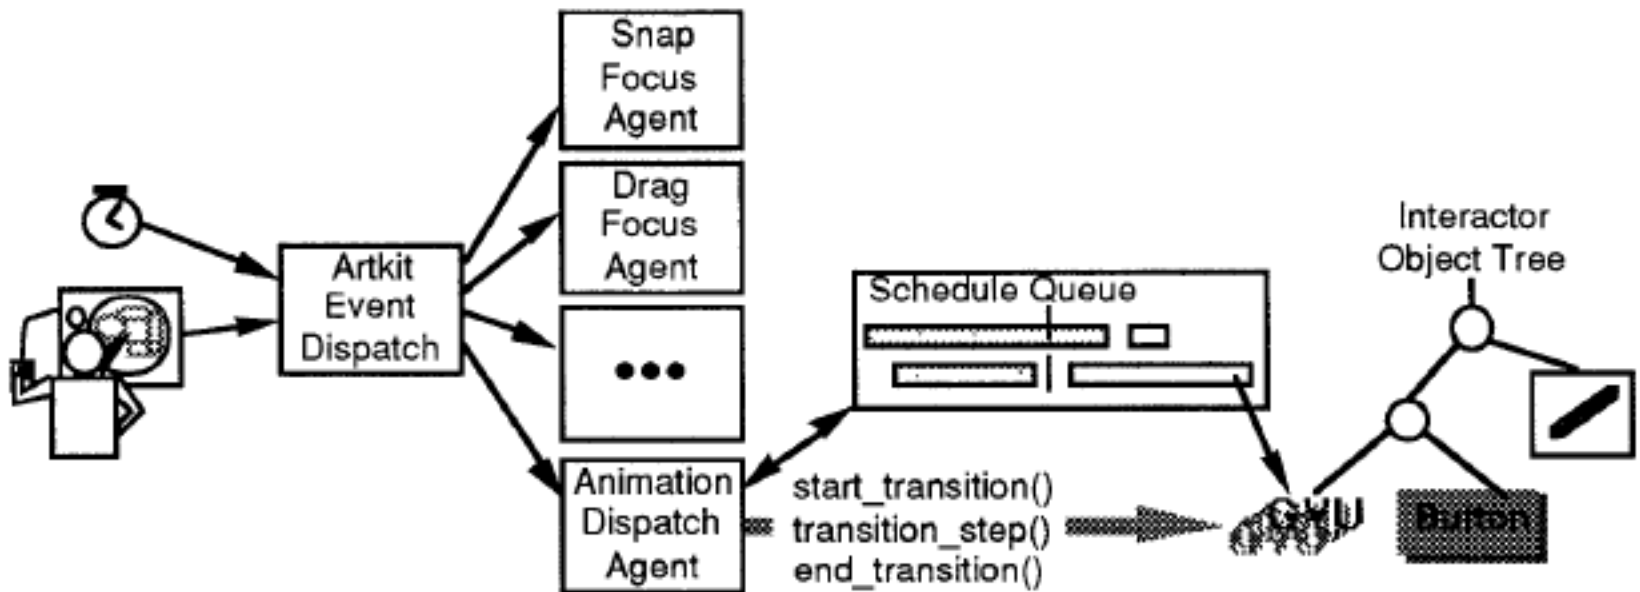 Snap
Focus
Agent
Drag
Focus
Agent
Artkit
Event
Dispatch
Schedule Queue
Interactor
Object Tree
Animation
Dispatch
Agent
start_transition()
transition_step()
end_transition()
GVU
Button